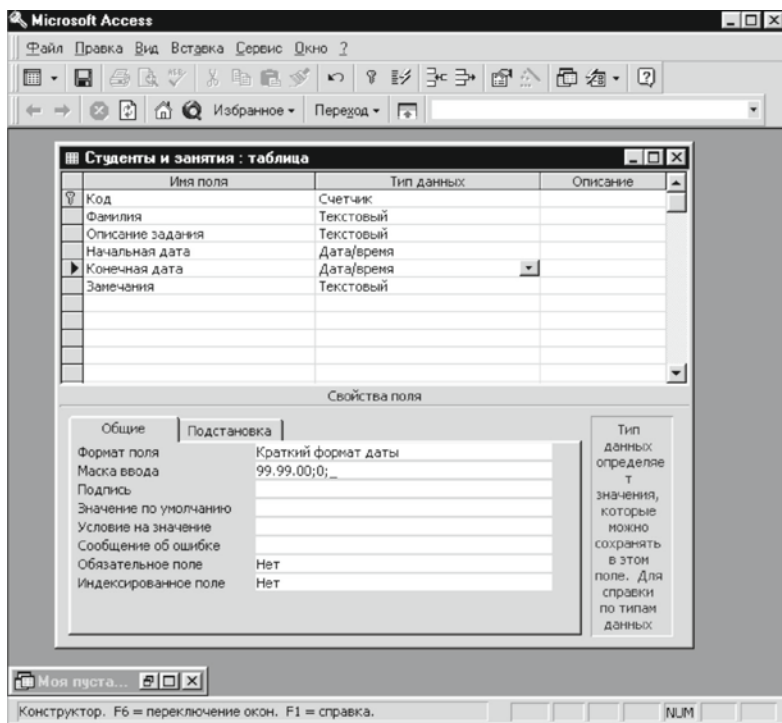 Microsoft Access
Файл Правка Вид Вставка Сервис Окно ?
Избранное Переход
Студенты и занятия : таблица
Имя поля Тип данных Описание
Код Счетчик
Фамилия Текстовый
Описание задания Текстовый
Начальная дата Дата/время
Конечная дата Дата/время
Замечания Текстовый
Свойства поля
Общие Подстановка
Формат поля Краткий формат даты
Маска ввода 99.99.00;0;_
Подпись
Значение по умолчанию
Условие на значение
Сообщение об ошибке
Обязательное поле Нет
Индексированное поле Нет
Тип
данных
определяе
т
значения,
которые
можно
сохранять
в этом
поле. Для
справки
по типам
данных
Моя пуста...
Конструктор. F6 = переключение окон. F1 = справка. NUM